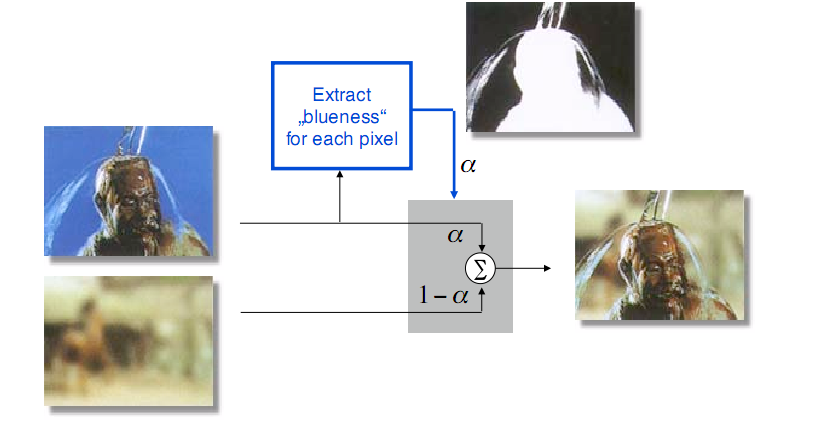 Extract
„blueness“
for each pixel
α
α
Σ
1 − α